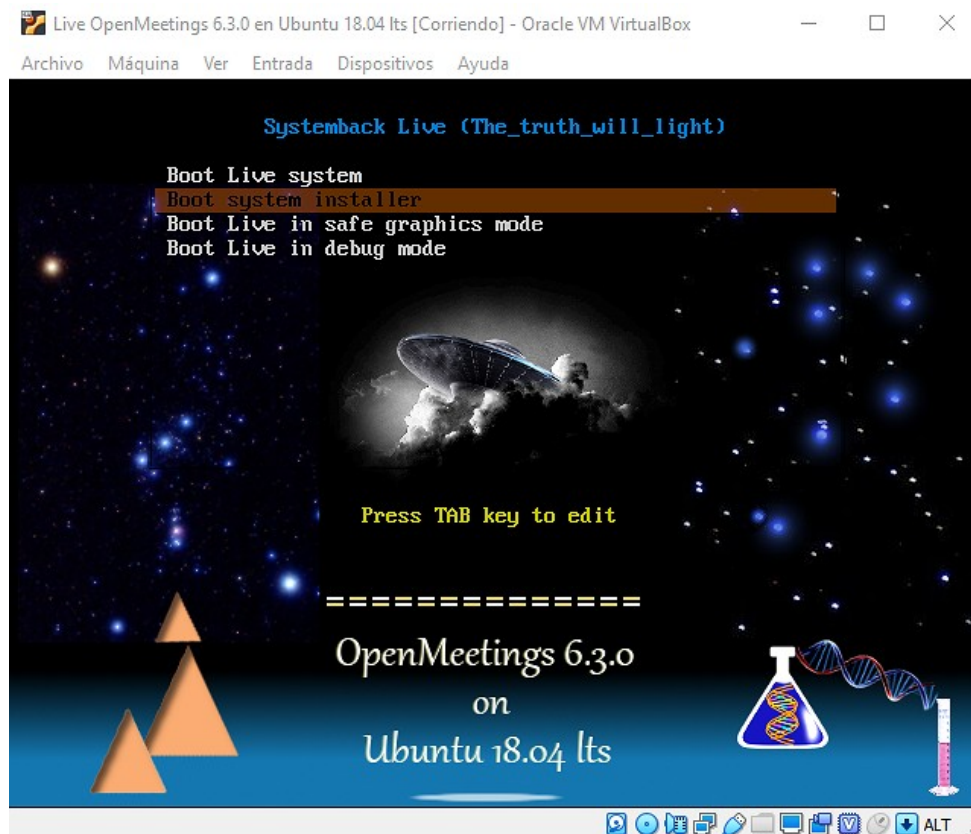 Live OpenMeetings 6.3.0 en Ubuntu 18.04 lts [Corriendo] - Oracle VM VirtualBox
Archivo Máquina Ver Entrada Dispositivos Ayuda
Systemback Live (The_truth_will_light)
Boot Live system
Boot system installer
Boot Live in safe graphics mode
Boot Live in debug mode
Press TAB key to edit
==============
OpenMeetings 6.3.0
on
Ubuntu 18.04 lts
ALT